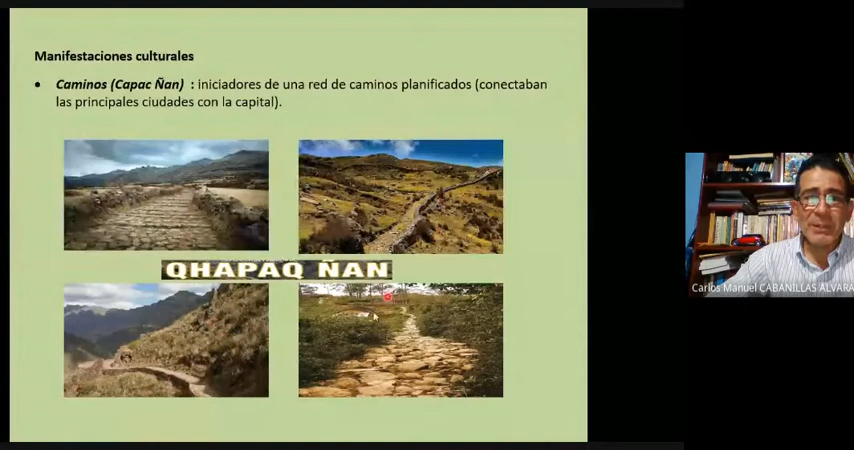 Manifestaciones culturales
• Caminos (Capac Ñan) : iniciadores de una red de caminos planificados (conectaban
las principales ciudades con la capital).
QHAPAQ ÑAN
Carlos Manuel CABANILLAS ALVARA